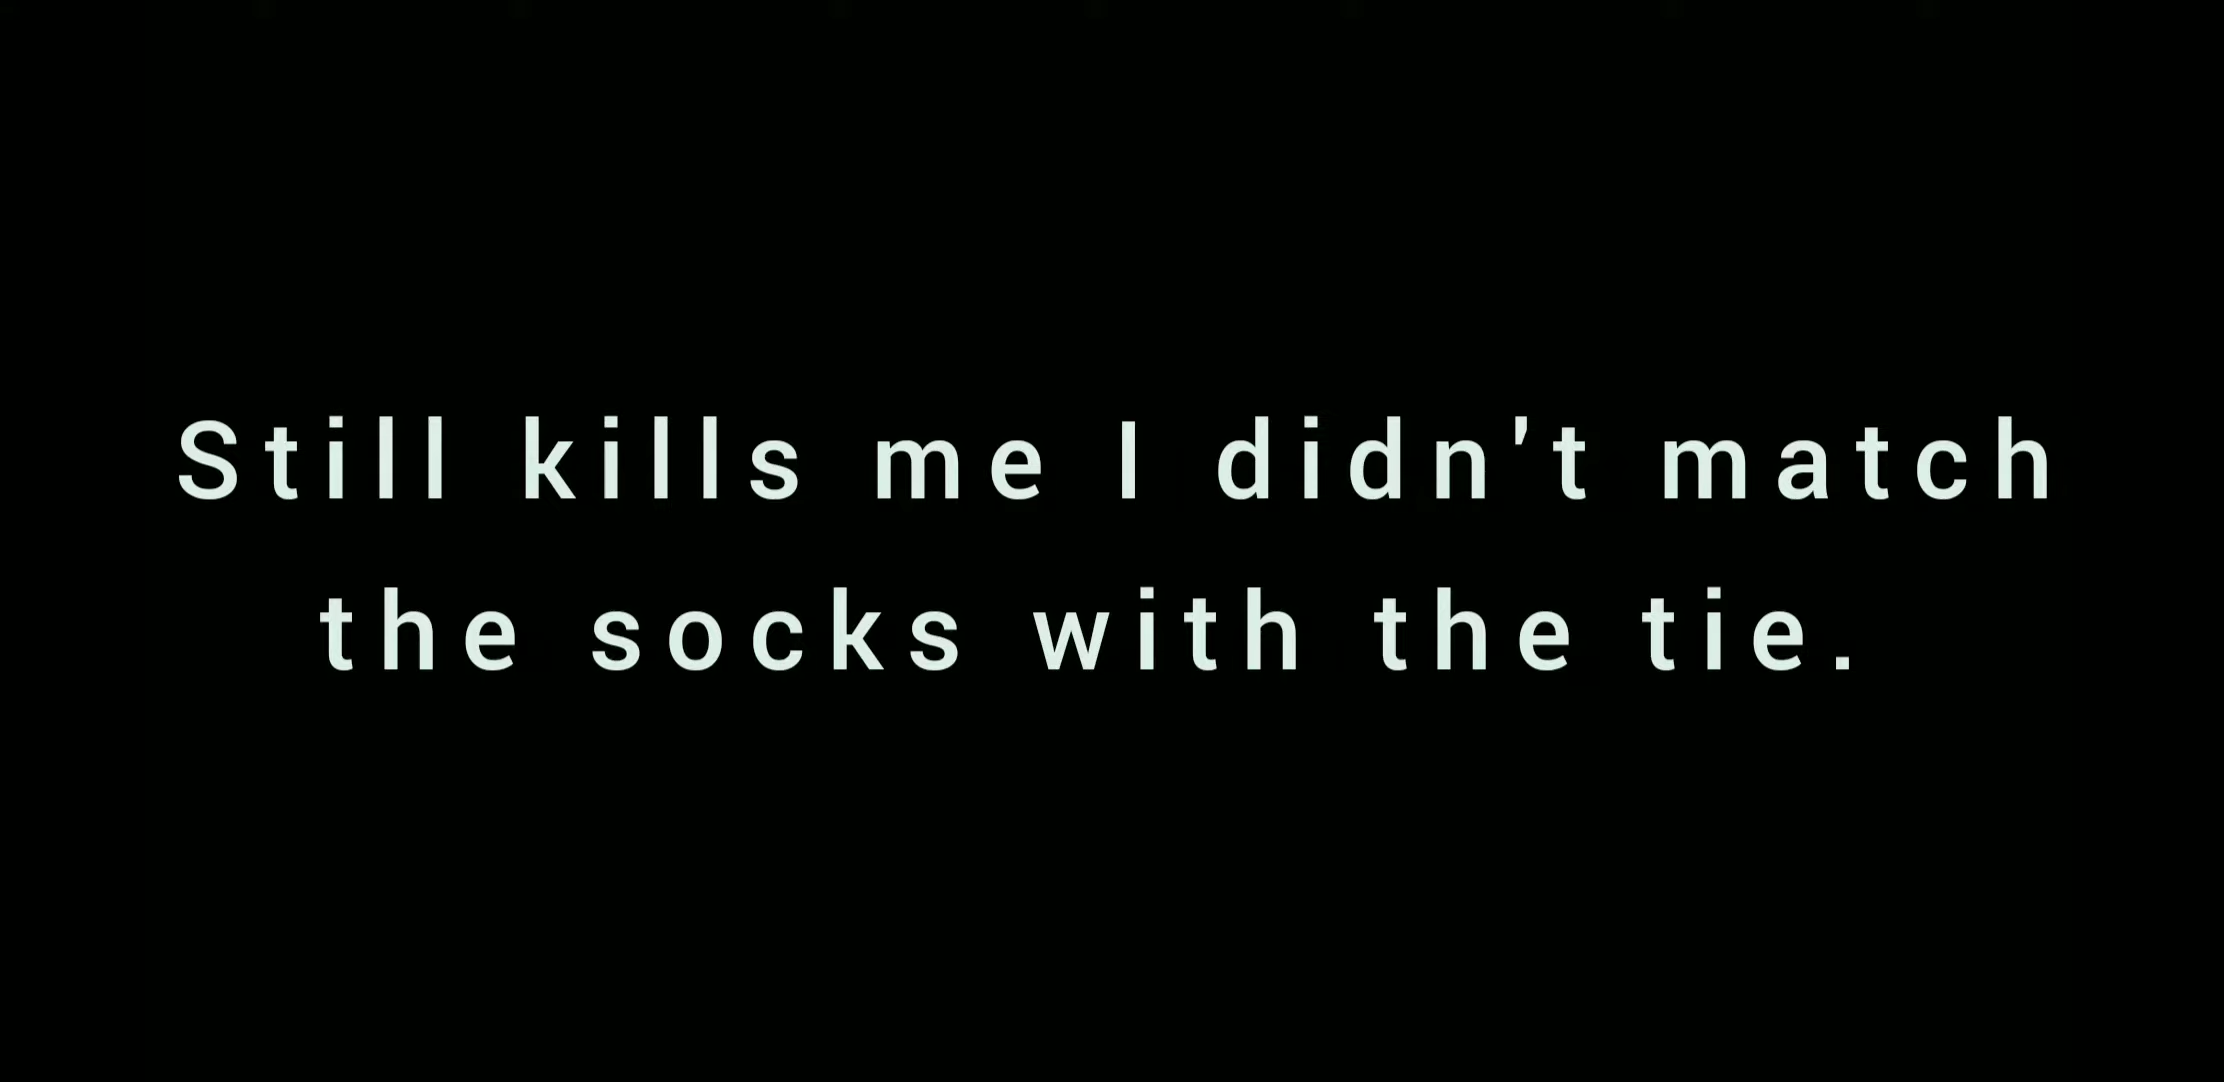 Still kills me I didn't match
the socks with the tie.